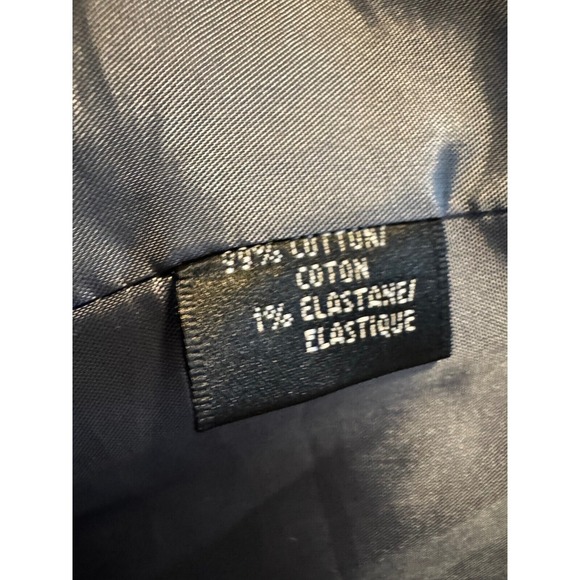 99% COTTON/
COTON
1% ELASTANE/
ELASTIQUE